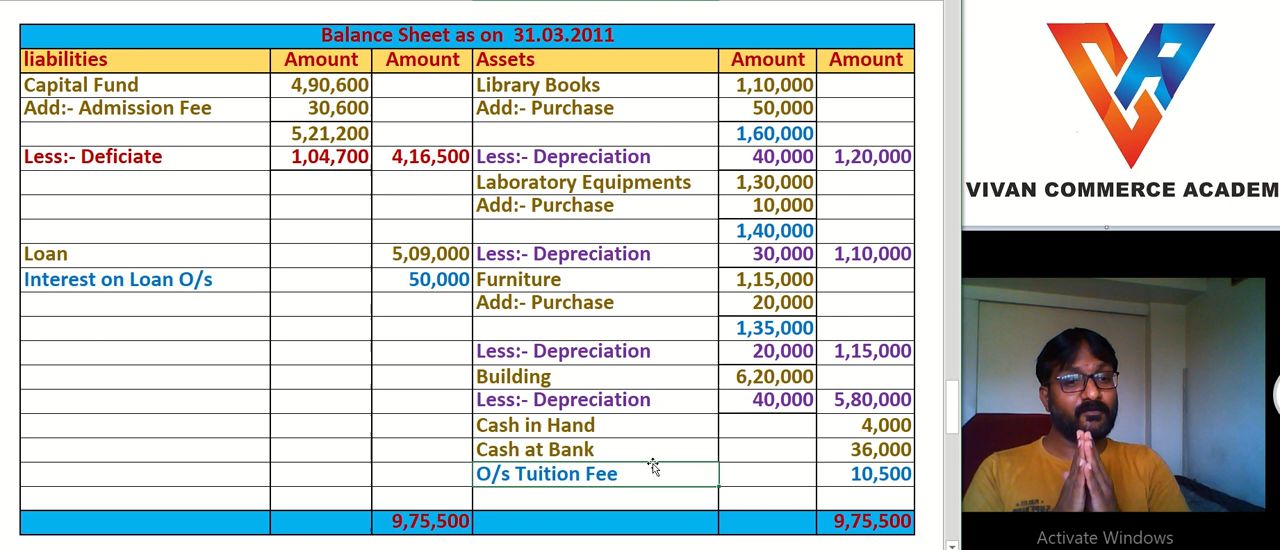 Balance Sheet as on 31.03.2011
liabilities Amount Amount Assets Amount Amount
Capital Fund 4,90,600 Library Books 1,10,000
Add:- Admission Fee 30,600 Add:- Purchase 50,000
5,21,200 1,60,000
Less:- Deficiate 1,04,700 4,16,500 Less:- Depreciation 40,000 1,20,000
Laboratory Equipments 1,30,000
Add:- Purchase 10,000
1,40,000
Loan 5,09,000 Less:- Depreciation 30,000 1,10,000
Interest on Loan O/s 50,000 Furniture 1,15,000
Add:- Purchase 20,000
1,35,000
Less:- Depreciation 20,000 1,15,000
Building 6,20,000
Less:- Depreciation 40,000 5,80,000
Cash in Hand 4,000
Cash at Bank 36,000
O/s Tuition Fee 10,500
9,75,500 9,75,500
VIVAN COMMERCE ACADEM
Activate Windows